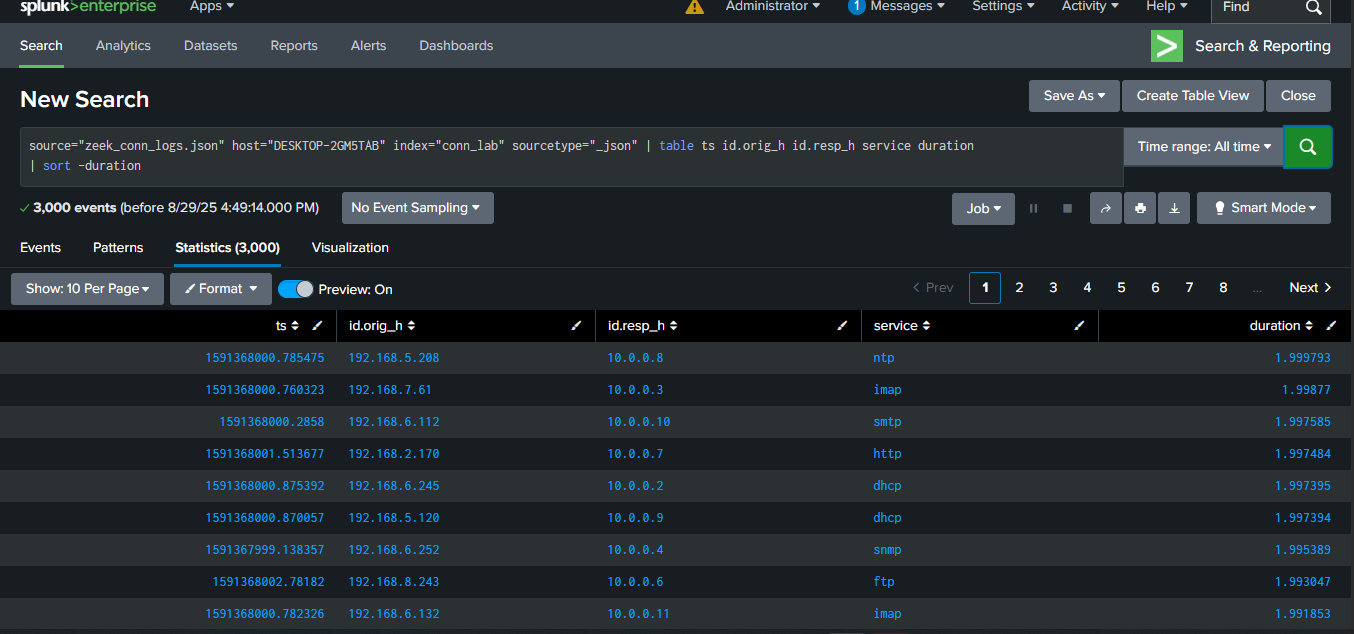 splunk>enterprise Apps Administrator 1 Messages Settings Activity Help Find
Search Analytics Datasets Reports Alerts Dashboards Search & Reporting
New Search Save As Create Table View Close
source="zeek_conn_logs.json" host="DESKTOP-2GM5TAB" index="conn_lab" sourcetype="_json" | table ts id.orig_h id.resp_h service duration Time range: All time
| sort -duration
3,000 events (before 8/29/25 4:49:14.000 PM) No Event Sampling Job Smart Mode
Events Patterns Statistics (3,000) Visualization
Show: 10 Per Page Format Preview: On < Prev 1 2 3 4 5 6 7 8 ... Next >
ts id.orig_h id.resp_h service duration
1591368000.785475 192.168.5.208 10.0.0.8 ntp 1.999793
1591368000.760323 192.168.7.61 10.0.0.3 imap 1.99877
1591368000.2858 192.168.6.112 10.0.0.10 smtp 1.997585
1591368001.513677 192.168.2.170 10.0.0.7 http 1.997484
1591368000.875392 192.168.6.245 10.0.0.2 dhcp 1.997395
1591368000.870057 192.168.5.120 10.0.0.9 dhcp 1.997394
1591367999.138357 192.168.6.252 10.0.0.4 snmp 1.995389
1591368002.78182 192.168.8.243 10.0.0.6 ftp 1.993047
1591368000.782326 192.168.6.132 10.0.0.11 imap 1.991853